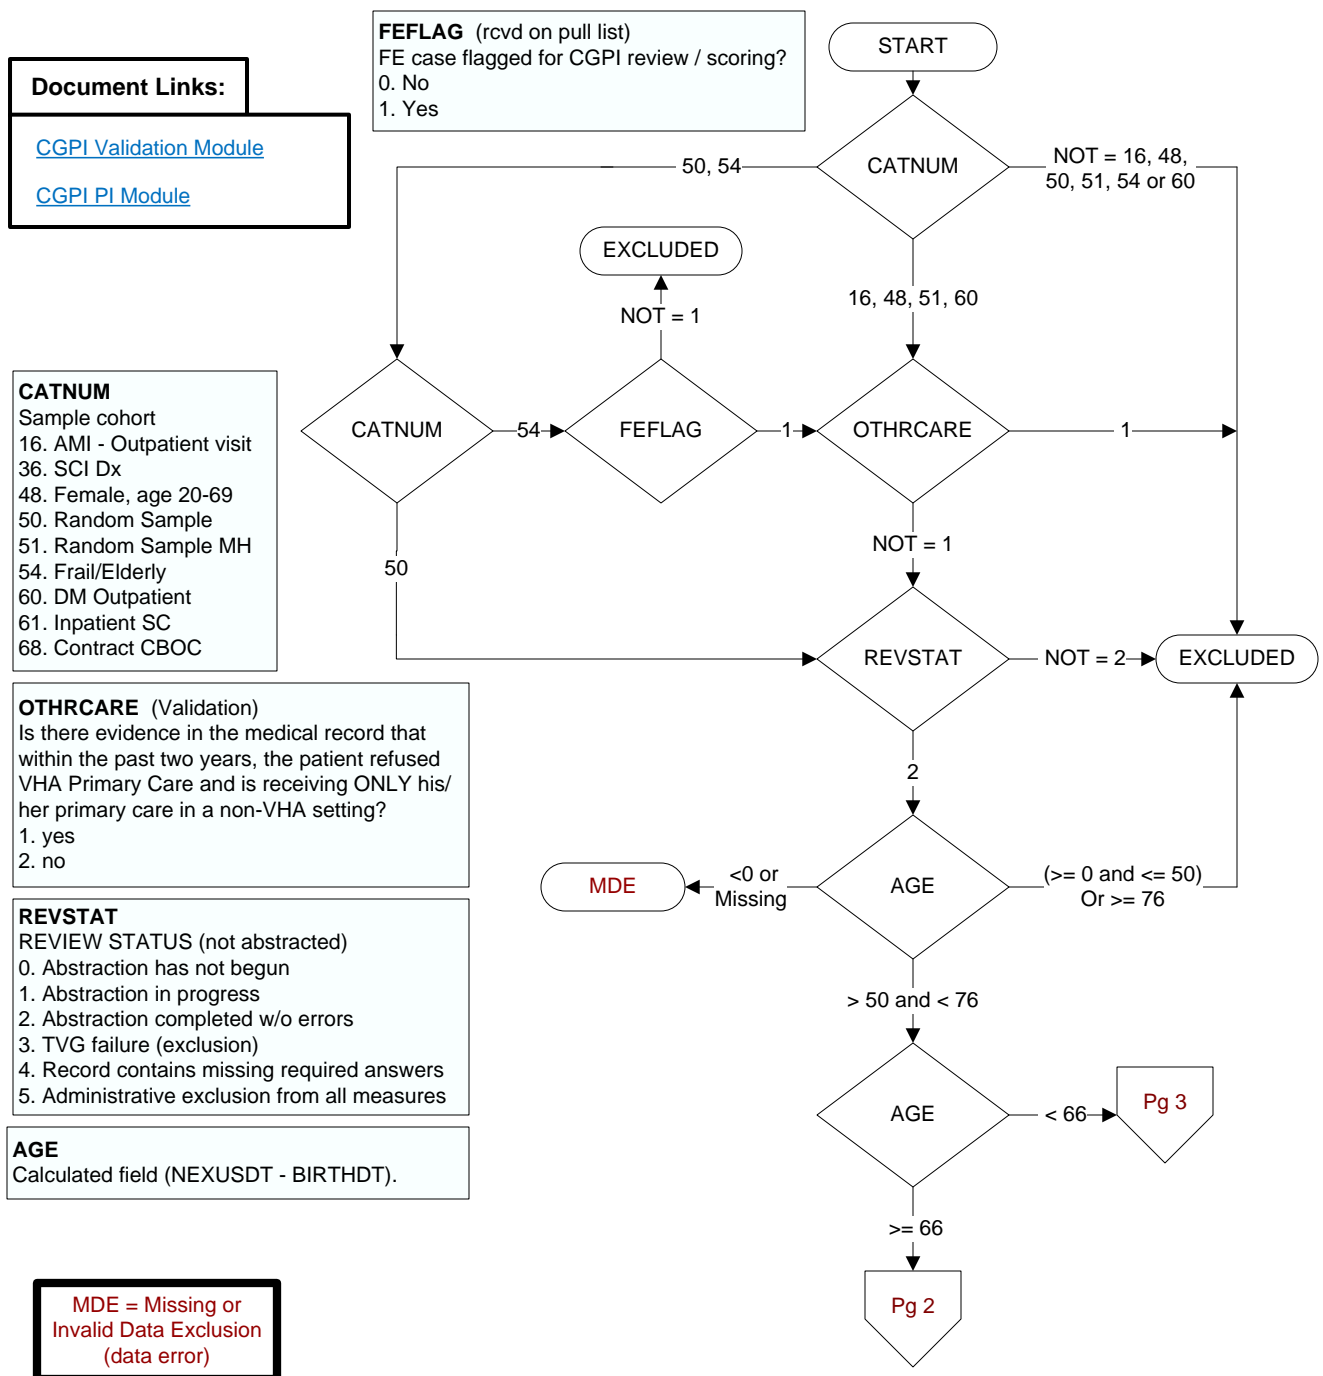 FEFLAG (rcvd on pull list)
FE case flagged for CGPI review / scoring?
0. No
1. Yes
START
Document Links:
CGPI Validation Module
CGPI PI Module
CATNUM
50, 54
NOT = 16, 48,
50, 51, 54 or 60
16, 48, 51, 60
EXCLUDED
NOT = 1
CATNUM
54
FEFLAG
1
OTHRCARE
1
CATNUM
Sample cohort
16. AMI - Outpatient visit
36. SCI Dx
48. Female, age 20-69
50. Random Sample
51. Random Sample MH
54. Frail/Elderly
60. DM Outpatient
61. Inpatient SC
68. Contract CBOC
50
NOT = 1
REVSTAT
NOT = 2
EXCLUDED
2
OTHRCARE (Validation)
Is there evidence in the medical record that
within the past two years, the patient refused
VHA Primary Care and is receiving ONLY his/
her primary care in a non-VHA setting?
1. yes
2. no
MDE
<0 or
Missing
AGE
(>= 0 and <= 50)
Or >= 76
REVSTAT
REVIEW STATUS (not abstracted)
0. Abstraction has not begun
1. Abstraction in progress
2. Abstraction completed w/o errors
3. TVG failure (exclusion)
4. Record contains missing required answers
5. Administrative exclusion from all measures
> 50 and < 76
AGE
< 66
Pg 3
AGE
Calculated field (NEXUSDT - BIRTHDT).
>= 66
Pg 2
MDE = Missing or
Invalid Data Exclusion
(data error)